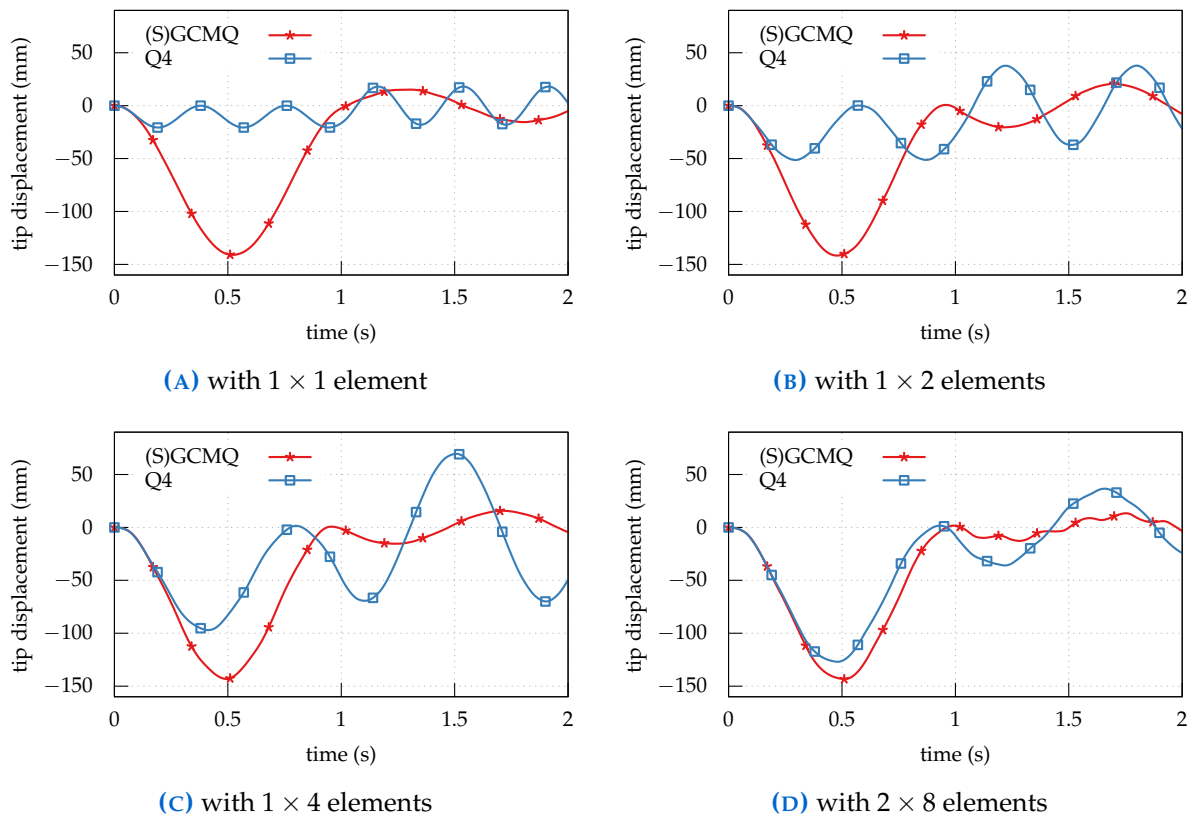 (S)GCMQ
Q4
50
0
−50
−100
−150
tip displacement (mm)
0 0.5 1 1.5 2
time (s)
(A) with 1 × 1 element
(S)GCMQ
Q4
50
0
−50
−100
−150
tip displacement (mm)
0 0.5 1 1.5 2
time (s)
(B) with 1 × 2 elements
(S)GCMQ
Q4
50
0
−50
−100
−150
tip displacement (mm)
0 0.5 1 1.5 2
time (s)
(C) with 1 × 4 elements
(S)GCMQ
Q4
50
0
−50
−100
−150
tip displacement (mm)
0 0.5 1 1.5 2
time (s)
(D) with 2 × 8 elements